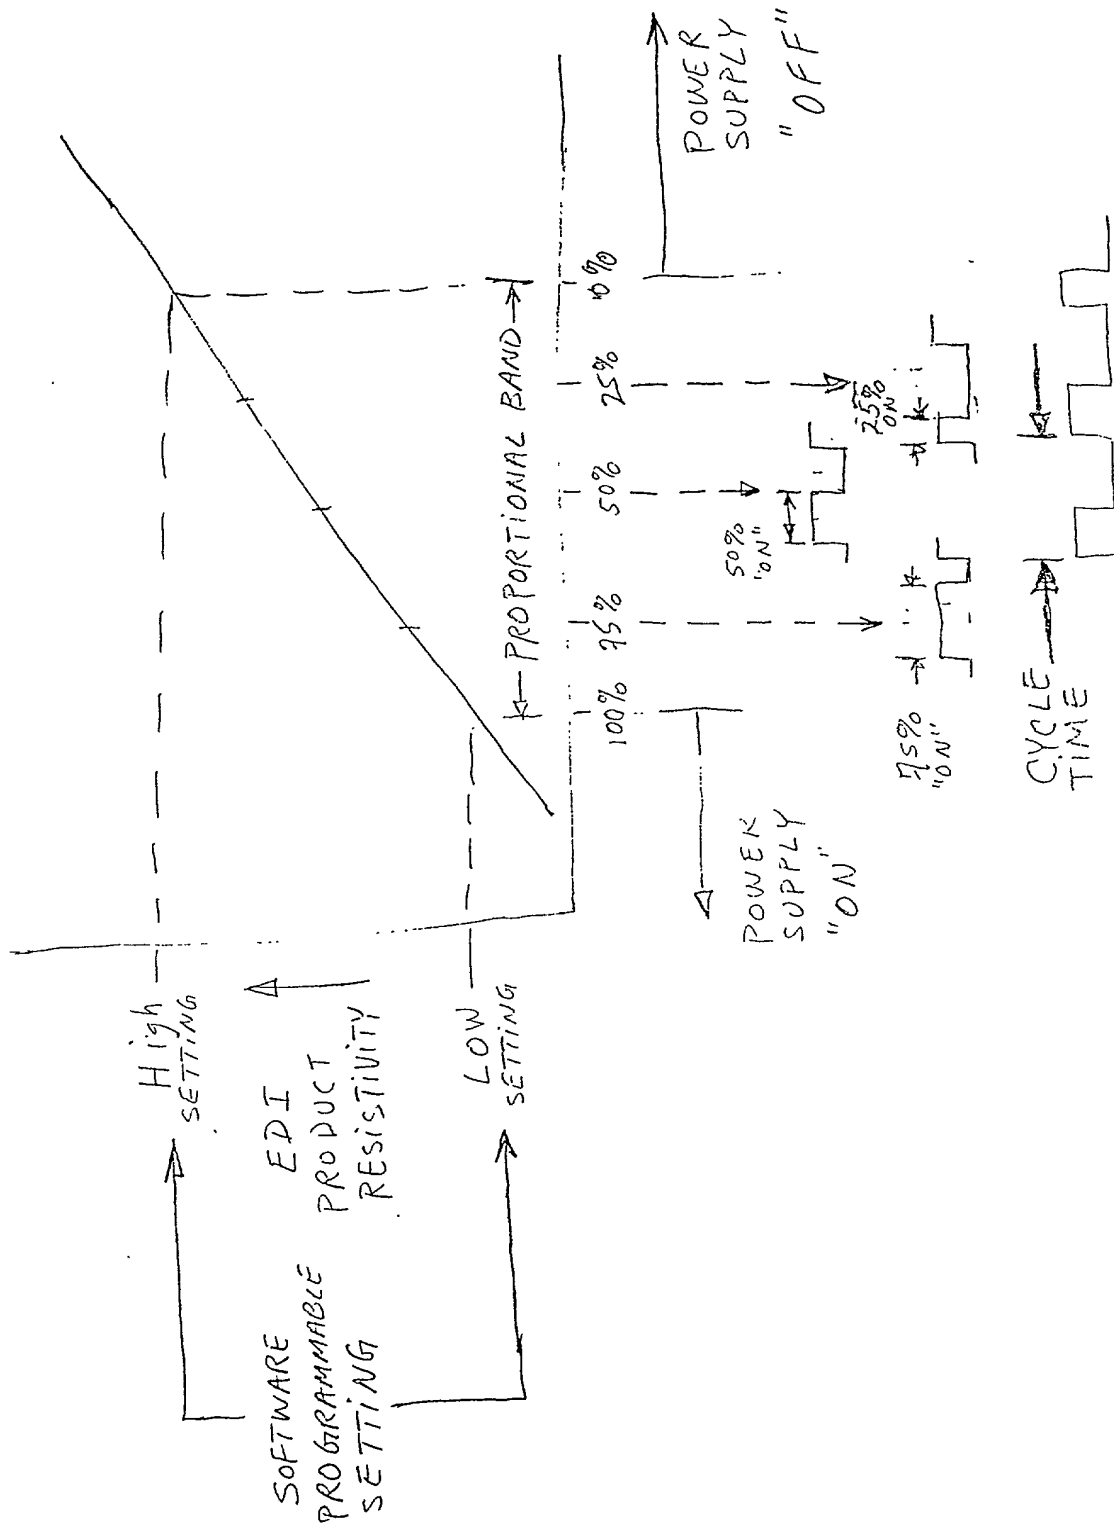 SOFTWARE
PROGRAMMABLE
SETTING
High
SETTING
EDI
PRODUCT
RESISTIVITY
LOW
SETTING
PROPORTIONAL BAND
100%
75%
50%
25%
0%
POWER
SUPPLY
"ON"
POWER
SUPPLY
"OFF"
75%
"ON"
50%
"ON"
25%
ON
CYCLE
TIME